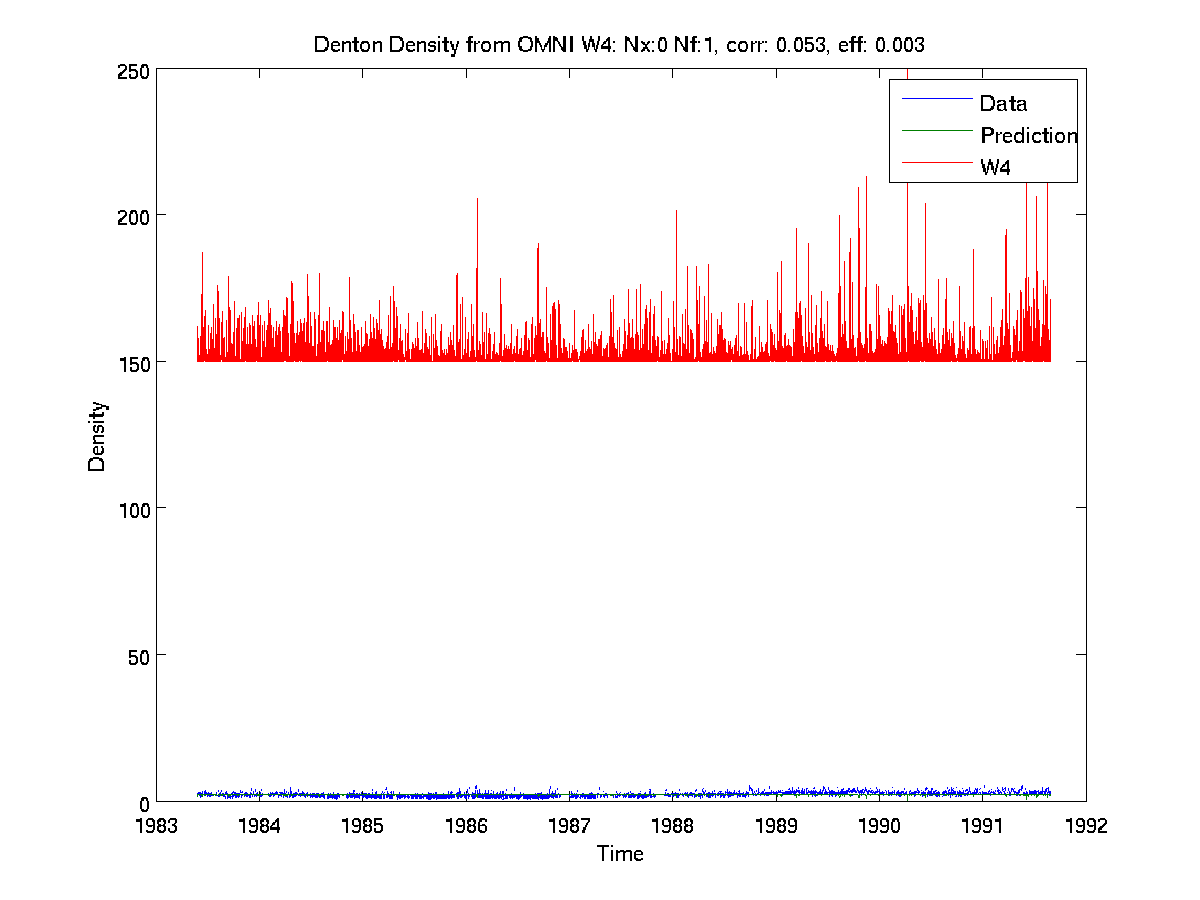 Denton Density from OMNI W4: Nx:0 Nf:1, corr: 0.053, eff: 0.003
250
Data
Prediction
W4
200
150
Density
100
50
0
1983 1984 1985 1986 1987 1988 1989 1990 1991 1992
Time